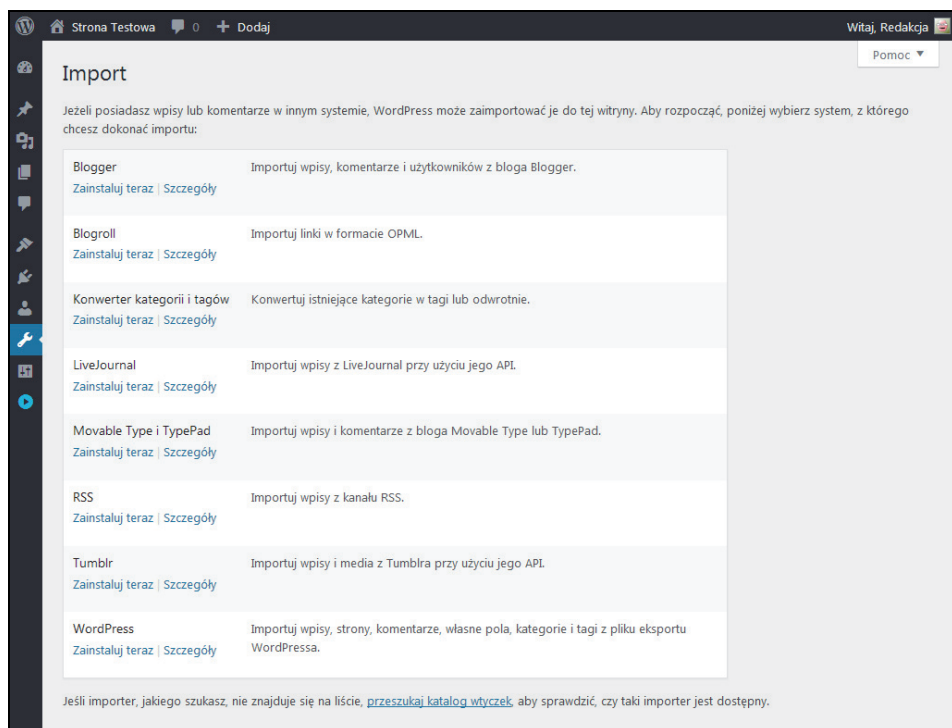 Strona Testowa 0 + Dodaj Witaj, Redakcja
Pomoc
Import
Jeżeli posiadasz wpisy lub komentarze w innym systemie, WordPress może zaimportować je do tej witryny. Aby rozpocząć, poniżej wybierz system, z którego
chcesz dokonać importu:
Blogger Importuj wpisy, komentarze i użytkowników z bloga Blogger.
Zainstaluj teraz | Szczegóły
Blogroll Importuj linki w formacie OPML.
Zainstaluj teraz | Szczegóły
Konwerter kategorii i tagów Konwertuj istniejące kategorie w tagi lub odwrotnie.
Zainstaluj teraz | Szczegóły
LiveJournal Importuj wpisy z LiveJournal przy użyciu jego API.
Zainstaluj teraz | Szczegóły
Movable Type i TypePad Importuj wpisy i komentarze z bloga Movable Type lub TypePad.
Zainstaluj teraz | Szczegóły
RSS Importuj wpisy z kanału RSS.
Zainstaluj teraz | Szczegóły
Tumblr Importuj wpisy i media z Tumblra przy użyciu jego API.
Zainstaluj teraz | Szczegóły
WordPress Importuj wpisy, strony, komentarze, własne pola, kategorie i tagi z pliku eksportu
WordPressa.
Zainstaluj teraz | Szczegóły
Jeśli importer, jakiego szukasz, nie znajduje się na liście, przeszukaj katalog wtyczek, aby sprawdzić, czy taki importer jest dostępny.